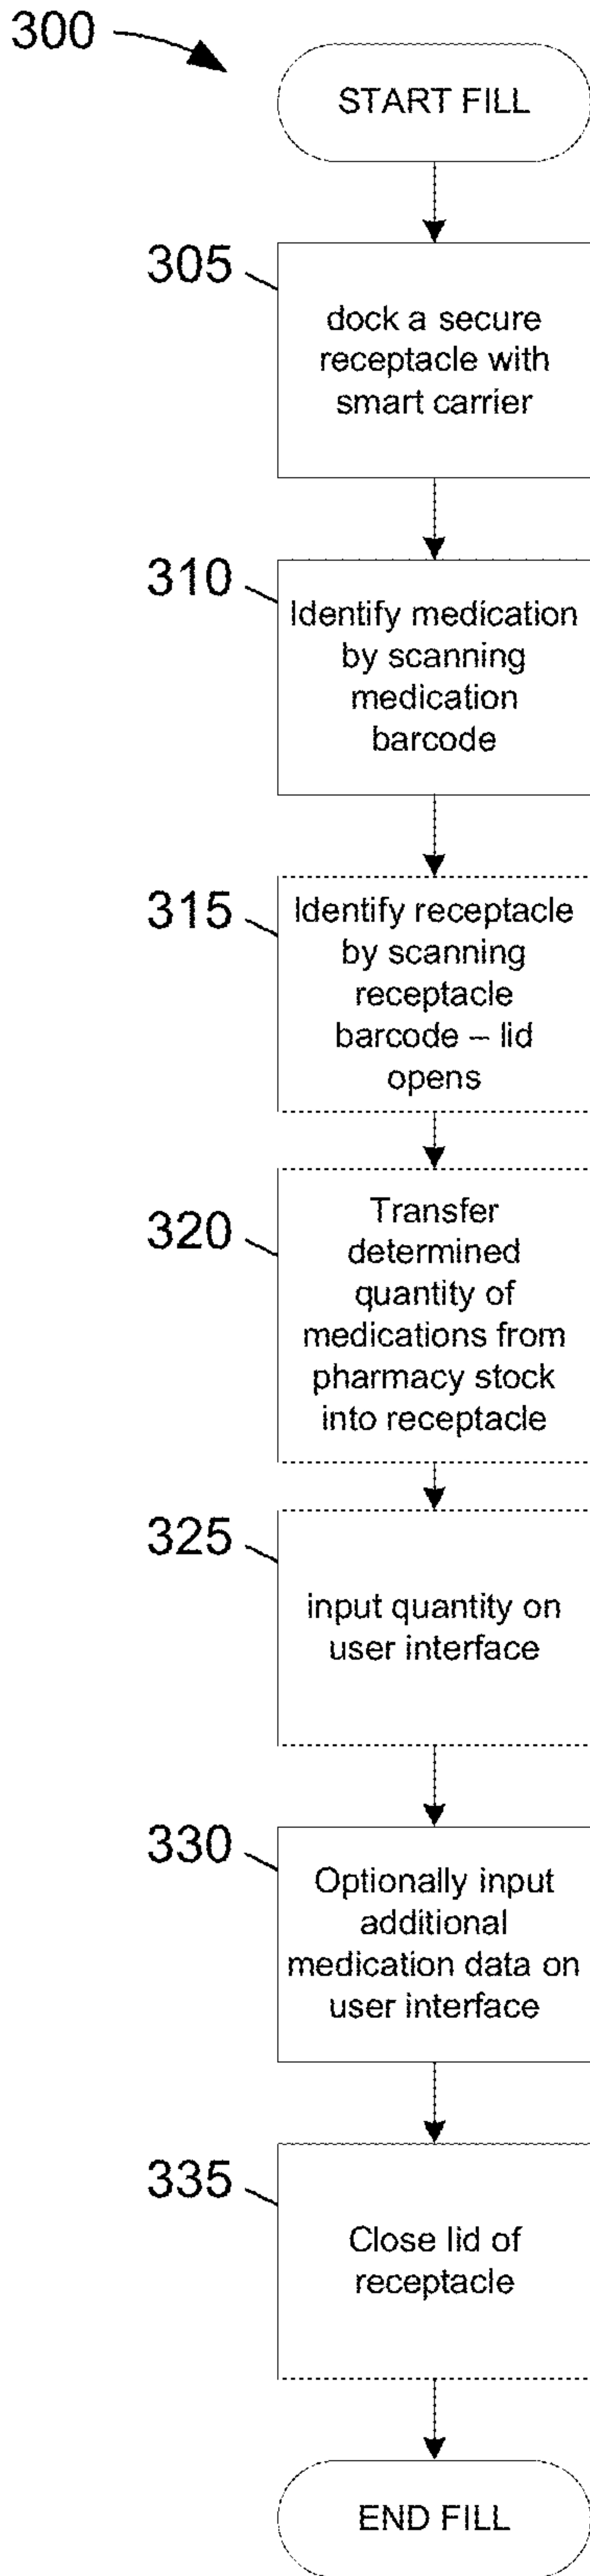 300
START FILL
305
dock a secure
receptacle with
smart carrier
310
Identify medication
by scanning
medication
barcode
315
Identify receptacle
by scanning
receptacle
barcode – lid
opens
320
Transfer
determined
quantity of
medications from
pharmacy stock
into receptacle
325
input quantity on
user interface
330
Optionally input
additional
medication data on
user interface
335
Close lid of
receptacle
END FILL